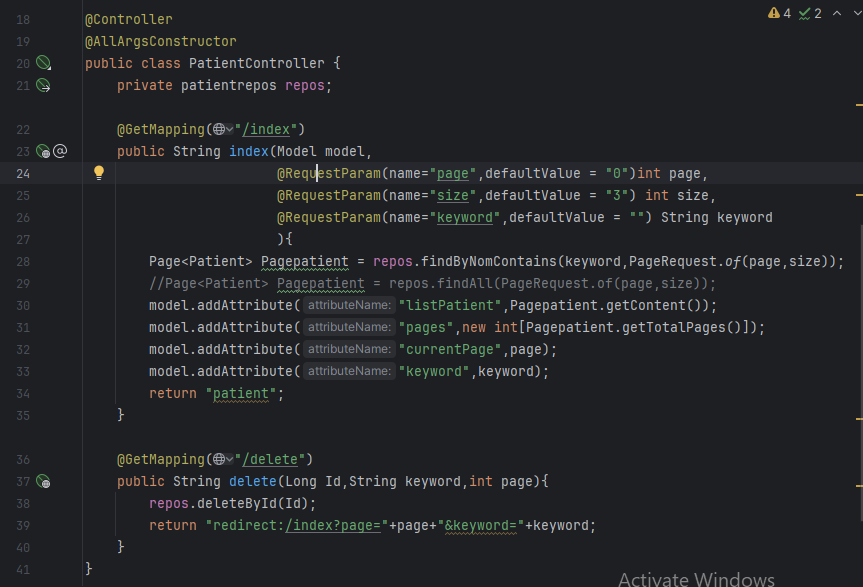 4 2
18 @Controller
19 @AllArgsConstructor
20 public class PatientController {
21     private patientrepos repos;
22     @GetMapping("/index")
23     public String index(Model model,
24                         @RequestParam(name="page",defaultValue = "0")int page,
25                         @RequestParam(name="size",defaultValue = "3") int size,
26                         @RequestParam(name="keyword",defaultValue = "") String keyword
27                         ){
28         Page<Patient> Pagepatient = repos.findByNomContains(keyword,PageRequest.of(page,size));
29         //Page<Patient> Pagepatient = repos.findAll(PageRequest.of(page,size));
30         model.addAttribute( attributeName: "listPatient",Pagepatient.getContent());
31         model.addAttribute( attributeName: "pages",new int[Pagepatient.getTotalPages()]);
32         model.addAttribute( attributeName: "currentPage",page);
33         model.addAttribute( attributeName: "keyword",keyword);
34         return "patient";
35     }
36     @GetMapping("/delete")
37     public String delete(Long Id,String keyword,int page){
38         repos.deleteById(Id);
39         return "redirect:/index?page="+page+"&keyword="+keyword;
40     }
41 }
Activate Windows